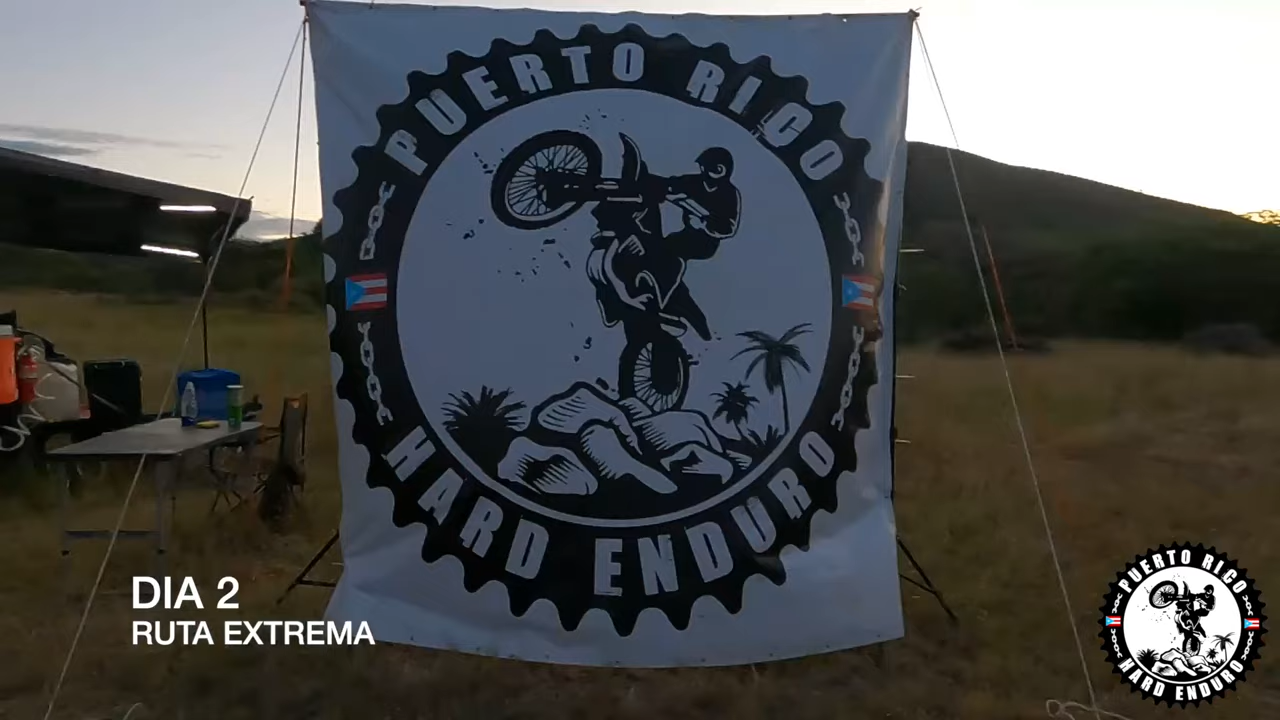 PUERTO RICO
HARD ENDURO
DIA 2
RUTA EXTREMA
PUERTO RICO
HARD ENDURO